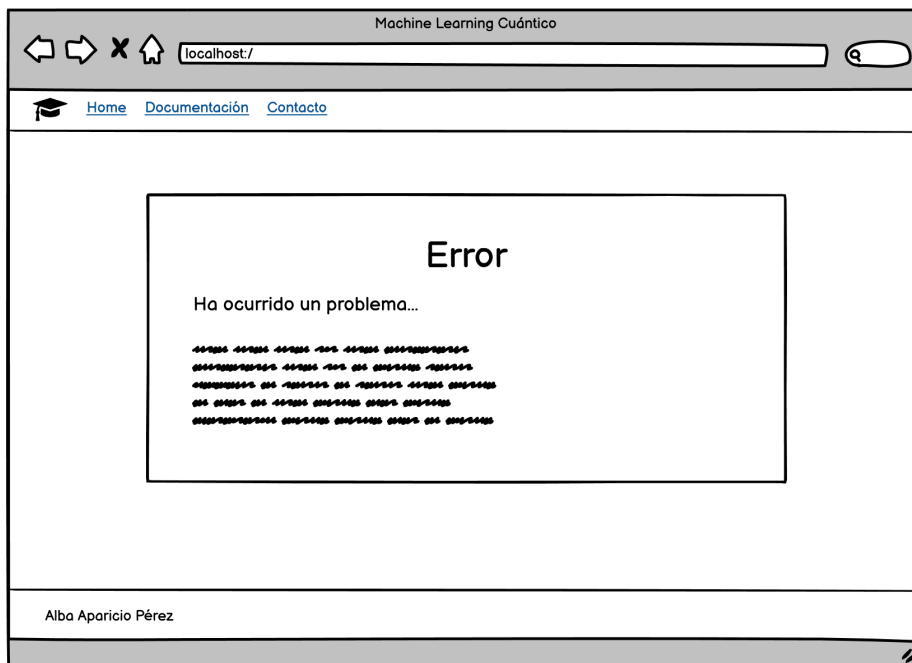 Machine Learning Cuántico
localhost:/
Home Documentación Contacto
Error
Ha ocurrido un problema...
Alba Aparicio Pérez